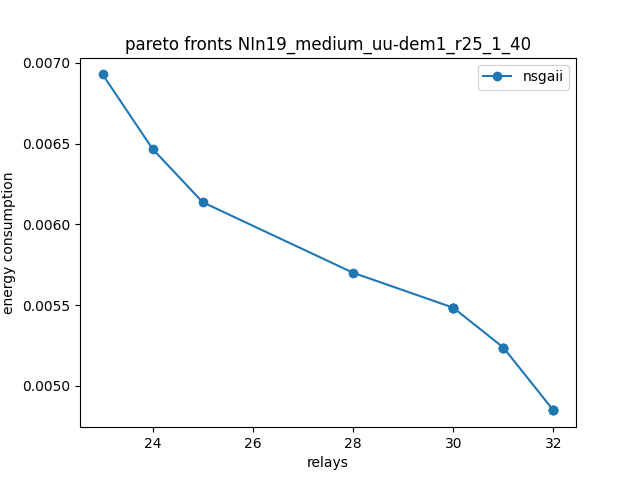 pareto fronts NIn19_medium_uu-dem1_r25_1_40
nsgaii
0.0070
0.0065
0.0060
0.0055
0.0050
energy consumption
24 26 28 30 32
relays